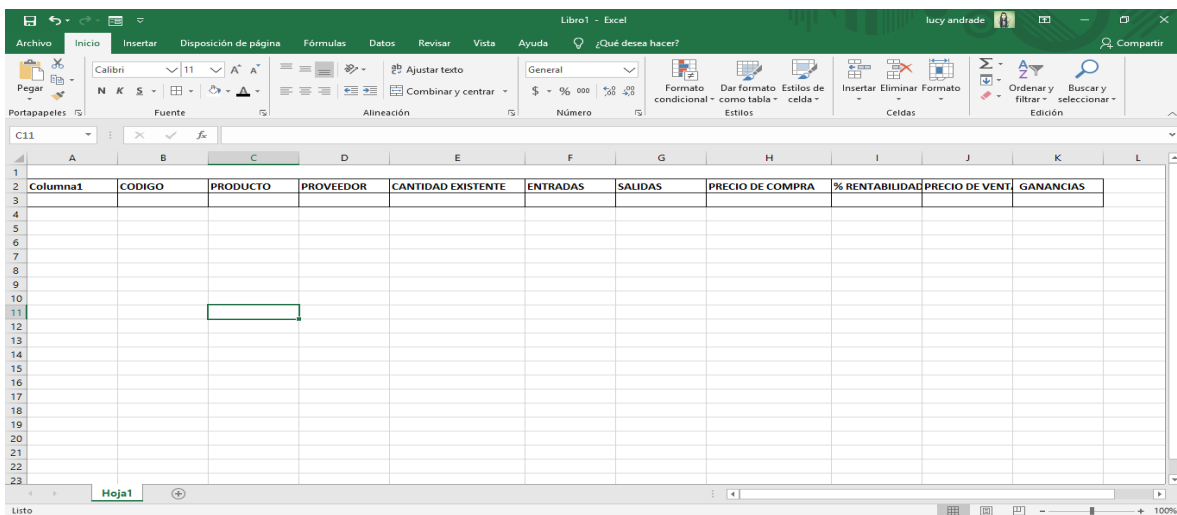 Libro1 - Excel
lucy andrade
Archivo Inicio Insertar Disposición de página Fórmulas Datos Revisar Vista Ayuda ¿Qué desea hacer? Compartir
Pegar
Calibri 11 A A
N K S A
Ajustar texto
Combinar y centrar
General
$ % 000
Formato condicional
Dar formato como tabla
Estilos de celda
Insertar Eliminar Formato
Ordenar y filtrar
Buscar y seleccionar
Portapapeles Fuente Alineación Número Estilos Celdas Edición
C11 fx
A B C D E F G H I J K L
1
2 Columna1 CODIGO PRODUCTO PROVEEDOR CANTIDAD EXISTENTE ENTRADAS SALIDAS PRECIO DE COMPRA % RENTABILIDAD PRECIO DE VENTA GANANCIAS
3
4
5
6
7
8
9
10
11
12
13
14
15
16
17
18
19
20
21
22
23
Hoja1
Listo 100%